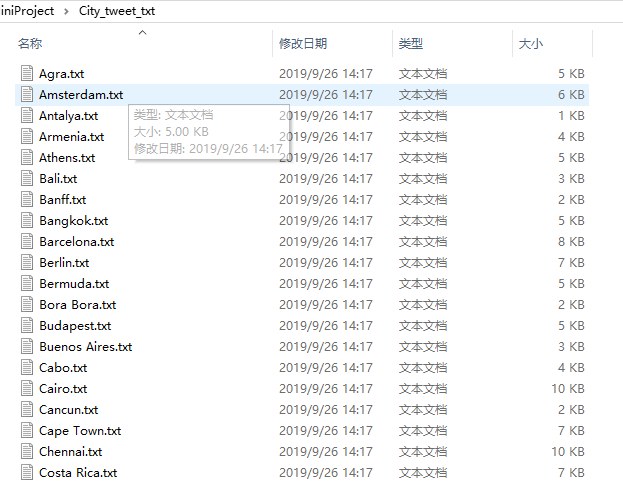 iniProject > City_tweet_txt
名称 修改日期 类型 大小
Agra.txt 2019/9/26 14:17 文本文档 5 KB
Amsterdam.txt 2019/9/26 14:17 文本文档 6 KB
Antalya.txt 2019/9/26 14:17 文本文档 1 KB
类型: 文本文档
大小: 5.00 KB
修改日期: 2019/9/26 14:17
Armenia.txt 2019/9/26 14:17 文本文档 4 KB
Athens.txt 2019/9/26 14:17 文本文档 5 KB
Bali.txt 2019/9/26 14:17 文本文档 3 KB
Banff.txt 2019/9/26 14:17 文本文档 2 KB
Bangkok.txt 2019/9/26 14:17 文本文档 5 KB
Barcelona.txt 2019/9/26 14:17 文本文档 8 KB
Berlin.txt 2019/9/26 14:17 文本文档 7 KB
Bermuda.txt 2019/9/26 14:17 文本文档 5 KB
Bora Bora.txt 2019/9/26 14:17 文本文档 2 KB
Budapest.txt 2019/9/26 14:17 文本文档 5 KB
Buenos Aires.txt 2019/9/26 14:17 文本文档 3 KB
Cabo.txt 2019/9/26 14:17 文本文档 4 KB
Cairo.txt 2019/9/26 14:17 文本文档 10 KB
Cancun.txt 2019/9/26 14:17 文本文档 2 KB
Cape Town.txt 2019/9/26 14:17 文本文档 7 KB
Chennai.txt 2019/9/26 14:17 文本文档 10 KB
Costa Rica.txt 2019/9/26 14:17 文本文档 7 KB